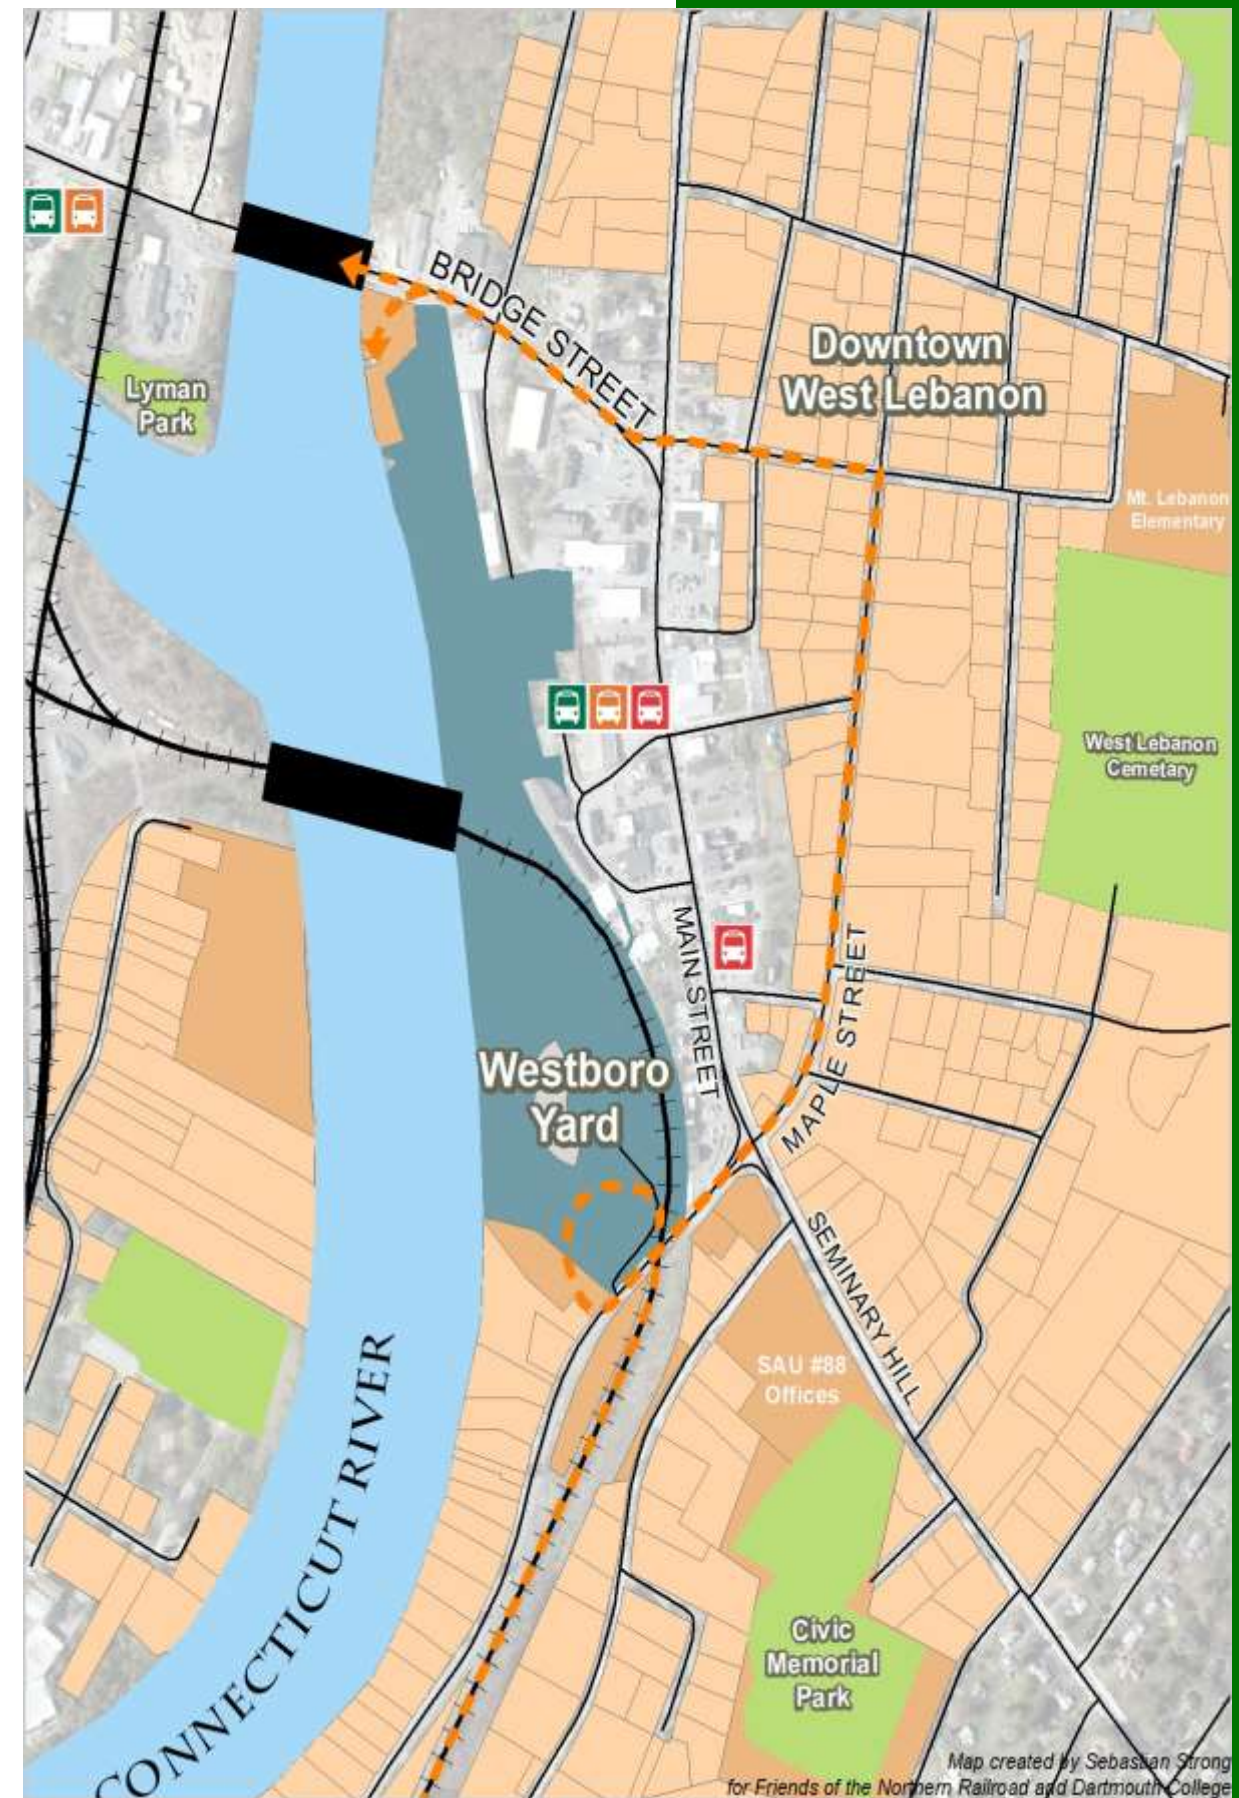 BRIDGE STREET
Downtown
West Lebanon
Lyman
Park
Mt. Lebanon
Elementary
West Lebanon
Cemetary
MAIN STREET
MAPLE STREET
Westboro
Yard
SEMINARY HILL
SAU #88
Offices
CONNECTICUT RIVER
Civic
Memorial
Park
Map created by Sebastian Strong
for Friends of the Northern Railroad and Dartmouth College